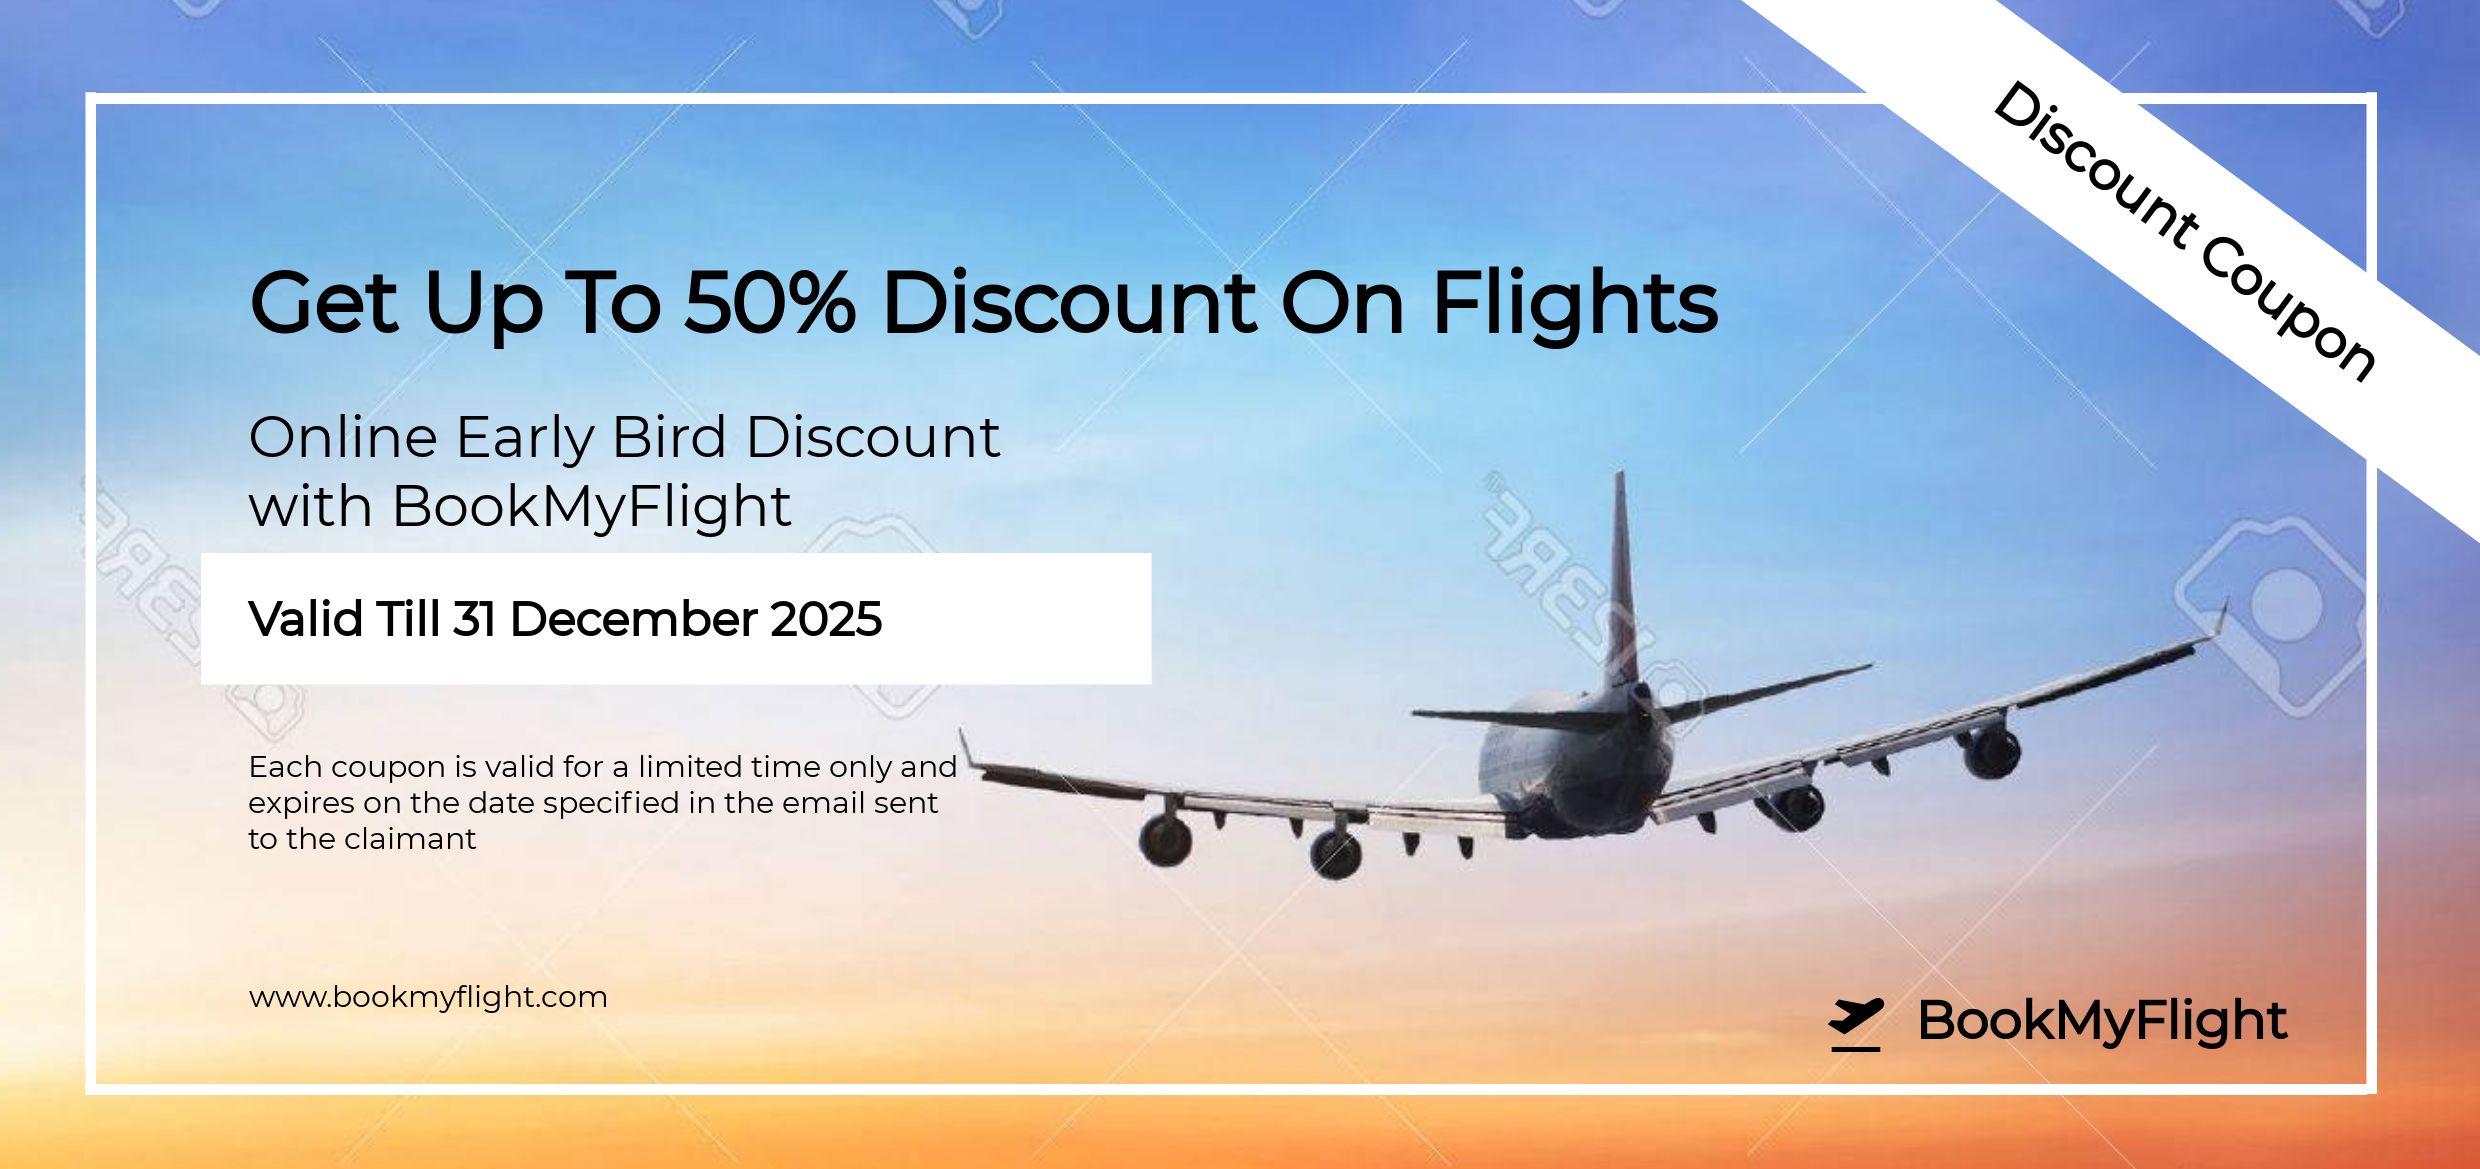 Discount Coupon
Get Up To 50% Discount On Flights
Online Early Bird Discount
with BookMyFlight
Valid Till 31 December 2025
Each coupon is valid for a limited time only and
expires on the date specified in the email sent
to the claimant
www.bookmyflight.com
BookMyFlight